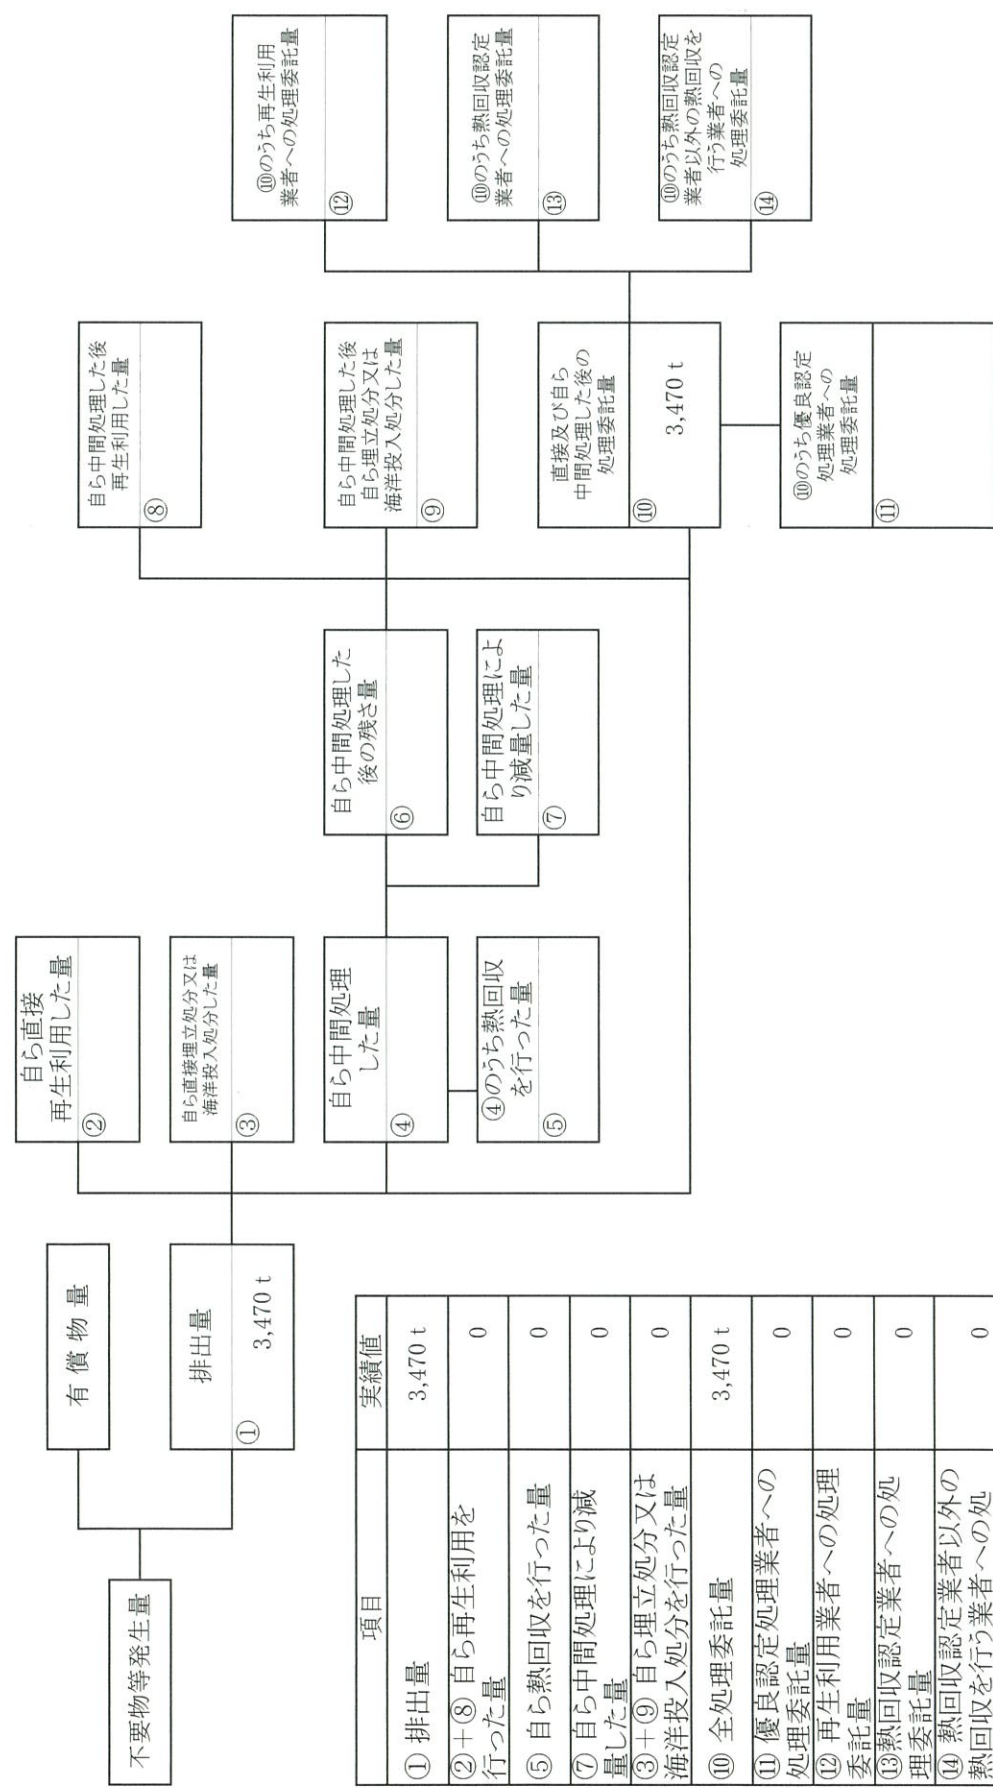 不要物等発生量
有償物量
排出量
①
3,470 t
自ら直接
再生利用した量
②
自ら直接埋立処分又は
海洋投入処分した量
③
自ら中間処理
した量
④
④のうち熱回収
を行った量
⑤
自ら中間処理した
後の残さ量
⑥
自ら中間処理によ
り減量した量
⑦
自ら中間処理した後
再生利用した量
⑧
自ら中間処理した後
自ら埋立処分又は
海洋投入処分した量
⑨
直接及び自ら
中間処理した後の
処理委託量
⑩
3,470 t
⑩のうち優良認定
処理業者への
処理委託量
⑪
⑩のうち再生利用
業者への処理委託量
⑫
⑩のうち熱回収認定
業者への処理委託量
⑬
⑩のうち熱回収認定
業者以外の熱回収を
行う業者への
処理委託量
⑭
項目 実績値
① 排出量 3,470 t
②+⑧ 自ら再生利用を
行った量 0
⑤ 自ら熱回収を行った量 0
⑦ 自ら中間処理により減
量した量 0
③+⑨ 自ら埋立処分又は
海洋投入処分を行った量 0
⑩ 全処理委託量 3,470 t
⑪ 優良認定処理業者への
処理委託量 0
⑫ 再生利用業者への処理
委託量 0
⑬熱回収認定業者への処
理委託量 0
⑭ 熱回収認定業者以外の
熱回収を行う業者への処 0